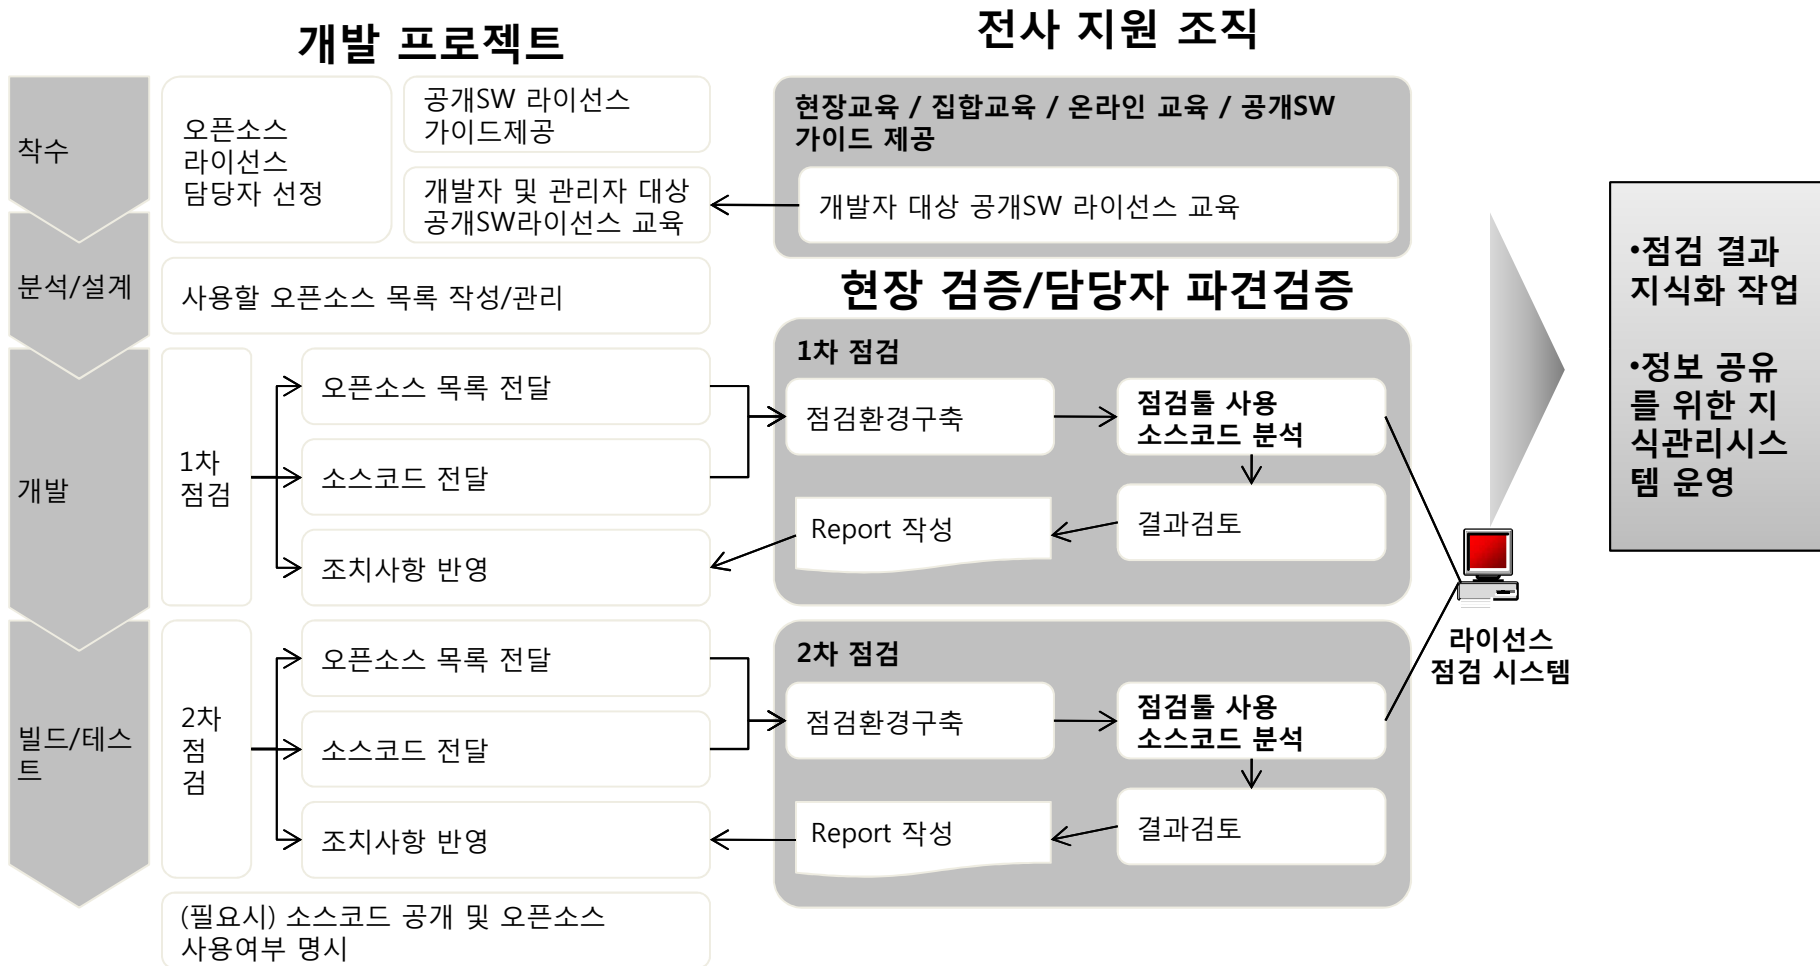 개발 프로젝트
전사 지원 조직
착수
오픈소스
라이선스
담당자 선정
공개SW 라이선스
가이드제공
개발자 및 관리자 대상
공개SW라이선스 교육
현장교육 / 집합교육 / 온라인 교육 / 공개SW
가이드 제공
개발자 대상 공개SW 라이선스 교육
분석/설계
사용할 오픈소스 목록 작성/관리
현장 검증/담당자 파견검증
개발
1차
점검
오픈소스 목록 전달
소스코드 전달
조치사항 반영
1차 점검
점검환경구축
점검툴 사용
소스코드 분석
결과검토
Report 작성
빌드/테스
트
2차
점
검
오픈소스 목록 전달
소스코드 전달
조치사항 반영
2차 점검
점검환경구축
점검툴 사용
소스코드 분석
결과검토
Report 작성
(필요시) 소스코드 공개 및 오픈소스
사용여부 명시
라이선스
점검 시스템
•점검 결과
지식화 작업
•정보 공유
를 위한 지
식관리시스
템 운영